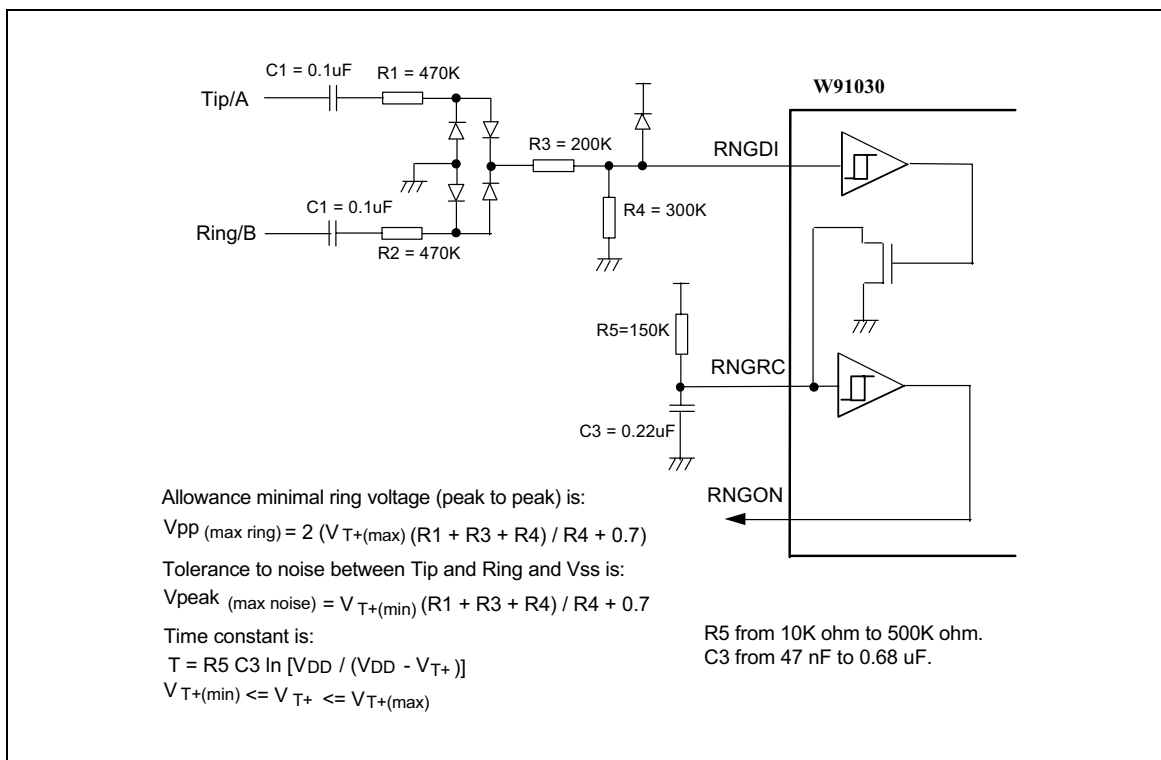 C1 = 0.1uF
R1 = 470K
Tip/A
W91030
R3 = 200K
RNGDI
C1 = 0.1uF
R4 = 300K
Ring/B
R2 = 470K
R5=150K
RNGRC
C3 = 0.22uF
RNGON
Allowance minimal ring voltage (peak to peak) is:
Vpp (max ring) = 2 (V T+(max) (R1 + R3 + R4) / R4 + 0.7)
Tolerance to noise between Tip and Ring and Vss is:
Vpeak (max noise) = V T+(min) (R1 + R3 + R4) / R4 + 0.7
Time constant is:
T = R5 C3 ln [VDD / (VDD - VT+ )]
V T+(min) <= V T+ <= VT+(max)
R5 from 10K ohm to 500K ohm.
C3 from 47 nF to 0.68 uF.